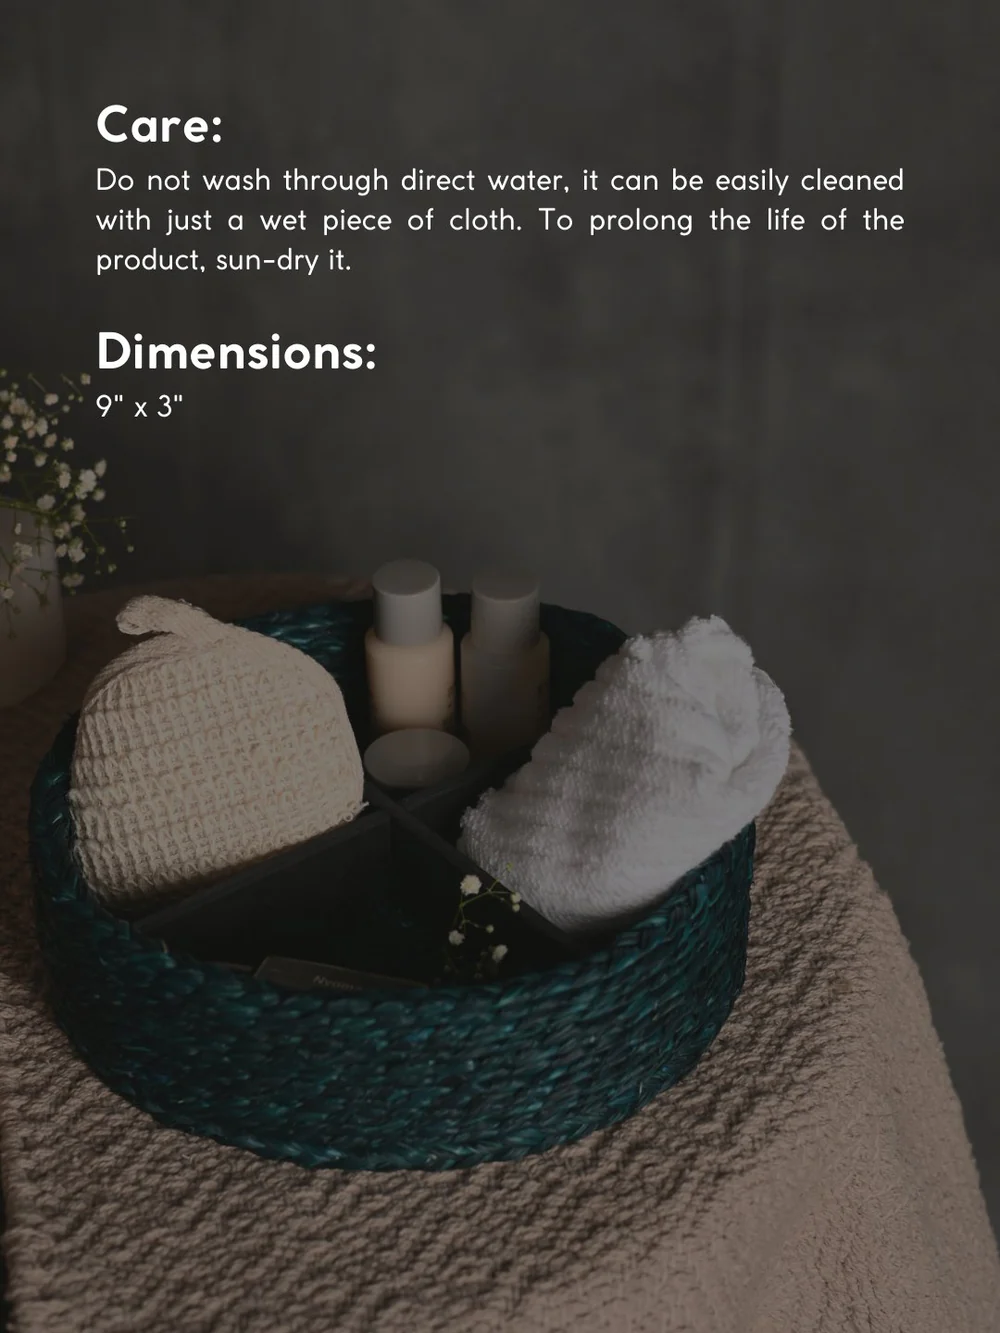 Care:
Do not wash through direct water, it can be easily cleaned
with just a wet piece of cloth. To prolong the life of the
product, sun-dry it.
Dimensions:
9" x 3"